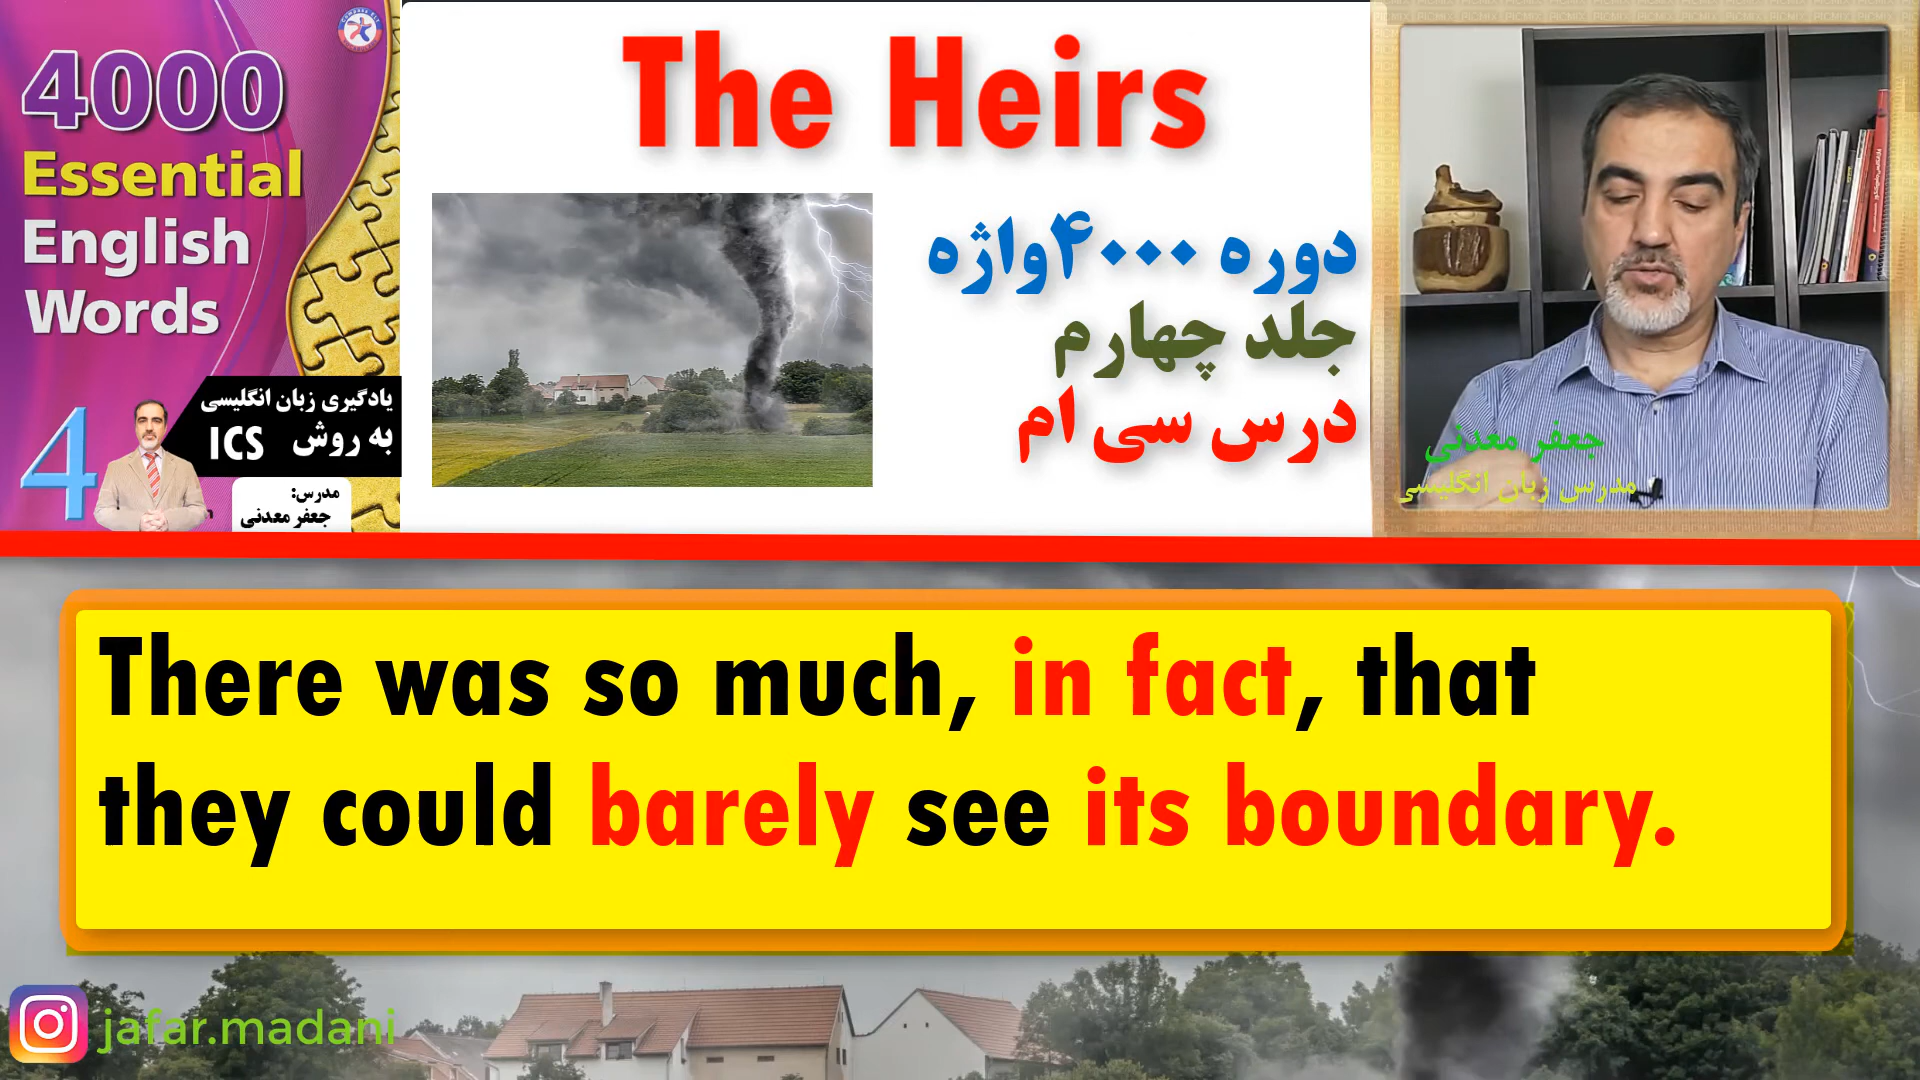 4000
Essential
English
Words
4
یادگیری زبان انگلیسی
به روش ICS
مدرس:
جعفر معدنی
The Heirs
دوره ۴۰۰۰واژه
جلد چهارم
درس سی ام
جعفر معدنی
مدرس زبان انگلیسی
There was so much, in fact, that
they could barely see its boundary.
jafar.madani